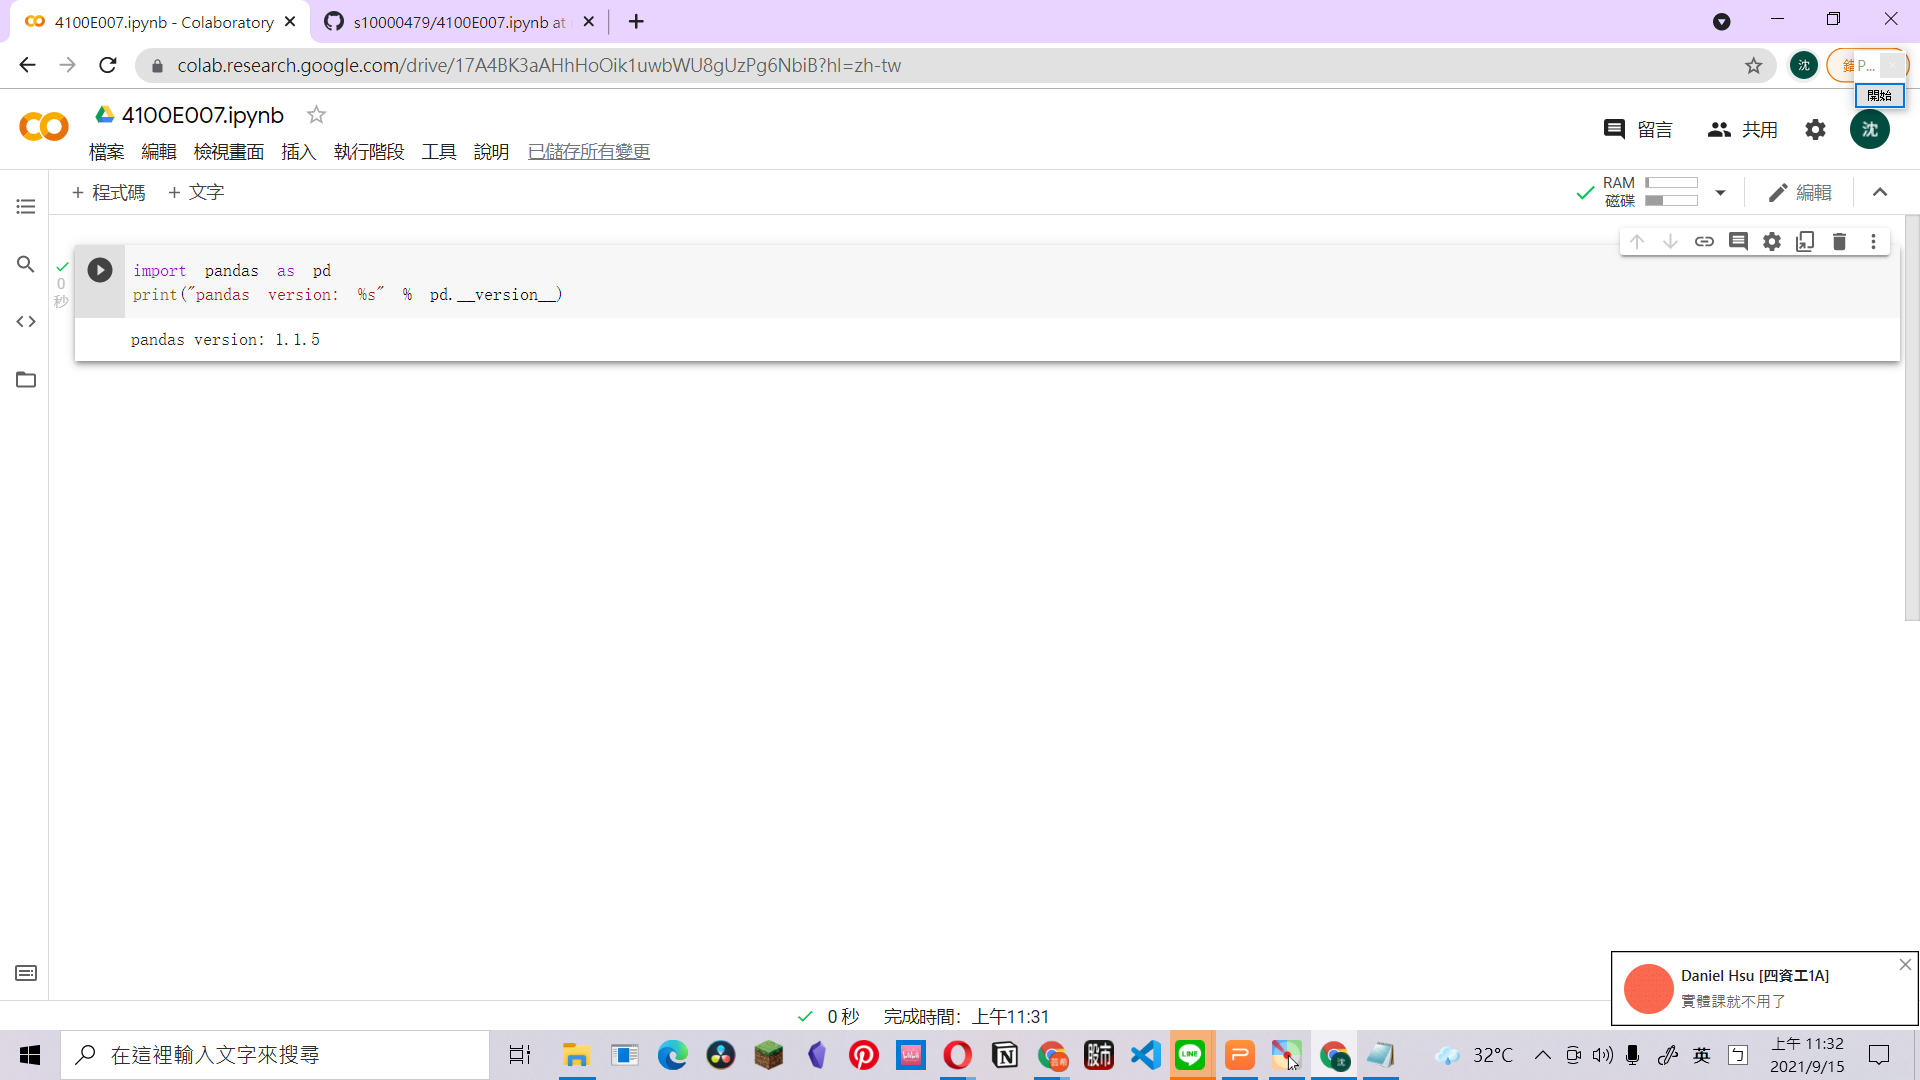 4100E007.ipynb - Colaboratory
s10000479/4100E007.ipynb at
colab.research.google.com/drive/17A4BK3aAHhHoOik1uwbWU8gUzPg6NbiB?hl=zh-tw
沈
P...
開始
4100E007.ipynb
檔案 編輯 檢視畫面 插入 執行階段 工具 說明 已儲存所有變更
留言 共用 沈
+ 程式碼 + 文字
RAM
磁碟
編輯
0
秒
import pandas as pd
print("pandas version: %s" % pd.__version__)
pandas version: 1.1.5
Daniel Hsu [四資工1A]
實體課就不用了
0 秒 完成時間: 上午11:31
在這裡輸入文字來搜尋
股市
LINE
32°C
英
上午 11:32
2021/9/15